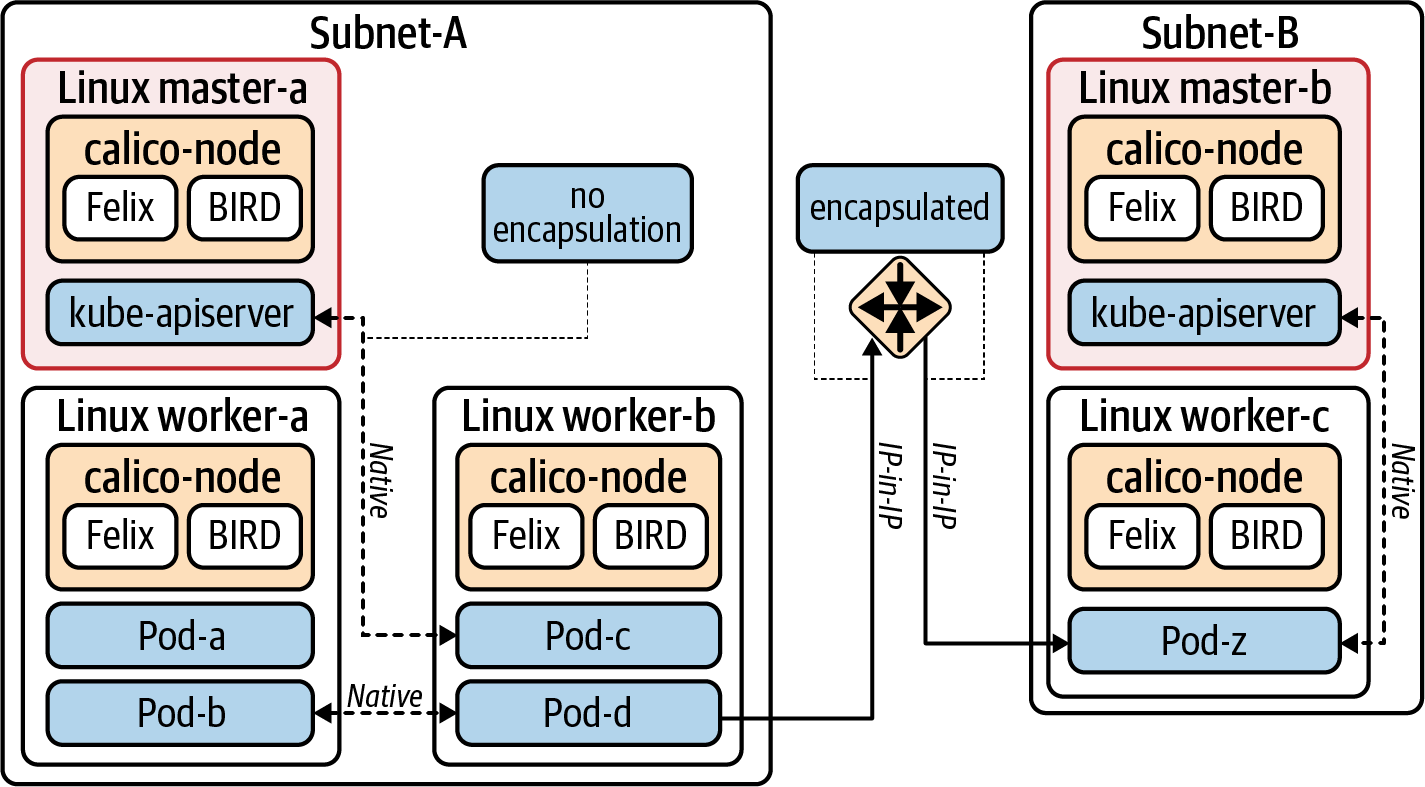 Subnet-A
Linux master-a
calico-node
Felix
BIRD
kube-apiserver
no
encapsulation
Native
Linux worker-a
calico-node
Felix
BIRD
Pod-a
Pod-b
Native
Linux worker-b
calico-node
Felix
BIRD
Pod-c
Pod-d
encapsulated
IP-in-IP
IP-in-IP
Subnet-B
Linux master-b
calico-node
Felix
BIRD
kube-apiserver
Linux worker-c
calico-node
Felix
BIRD
Pod-z
Native